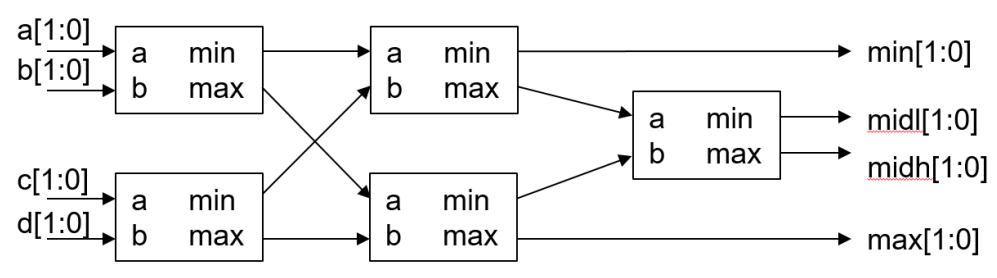 a[1:0]
b[1:0]
a min
b max
a min
b max
min[1:0]
a min
b max
midl[1:0]
midh[1:0]
c[1:0]
d[1:0]
a min
b max
a min
b max
max[1:0]